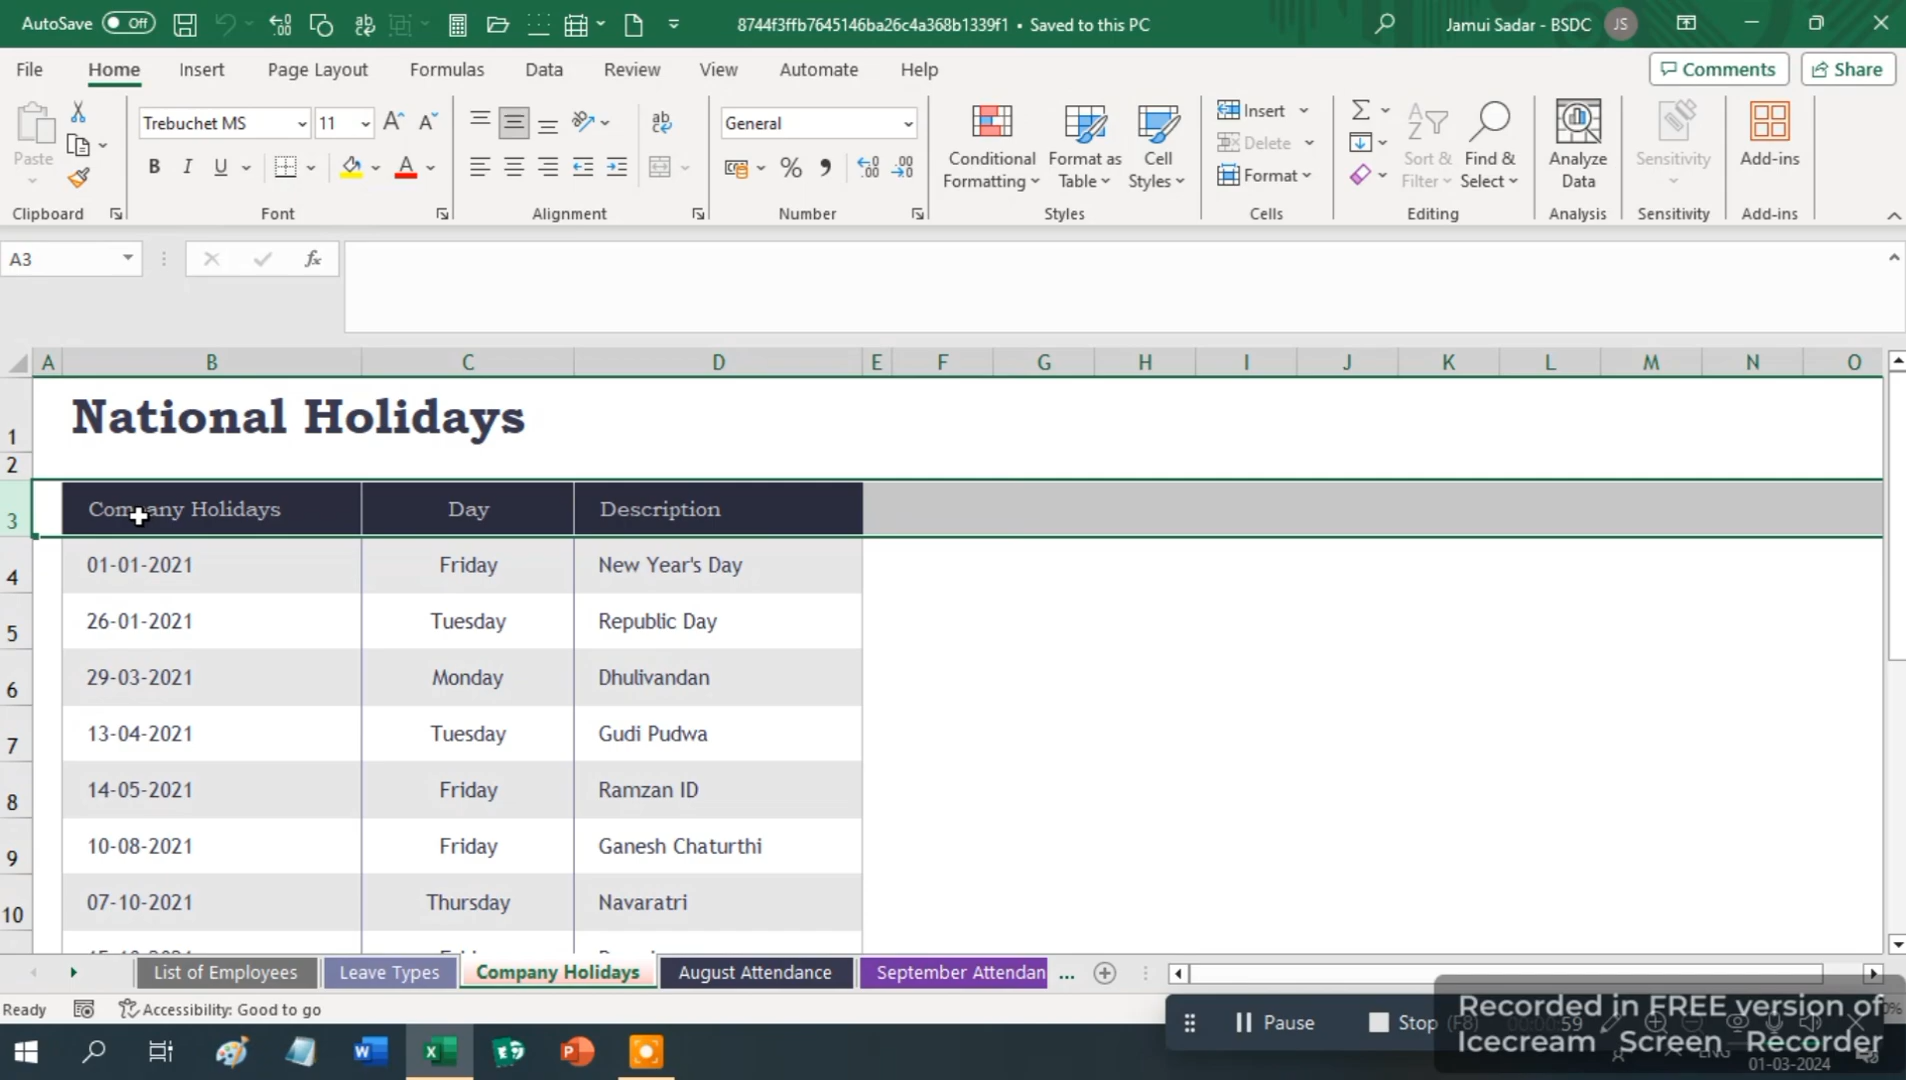 AutoSave Off
8744f3ffb7645146ba26c4a368b1339f1 • Saved to this PC
Jamui Sadar - BSDC JS
File Home Insert Page Layout Formulas Data Review View Automate Help
Comments Share
Paste
Clipboard
Trebuchet MS 11
Font
Alignment
General
Number
Conditional Formatting
Format as Table
Cell Styles
Styles
Insert
Delete
Format
Cells
Sort & Filter
Find & Select
Editing
Analyze Data
Analysis
Sensitivity
Sensitivity
Add-ins
Add-ins
A3
fx
A B C D E F G H I J K L M N O
1 National Holidays
2
3 Company Holidays Day Description
4 01-01-2021 Friday New Year's Day
5 26-01-2021 Tuesday Republic Day
6 29-03-2021 Monday Dhulivandan
7 13-04-2021 Tuesday Gudi Pudwa
8 14-05-2021 Friday Ramzan ID
9 10-08-2021 Friday Ganesh Chaturthi
10 07-10-2021 Thursday Navaratri
List of Employees Leave Types Company Holidays August Attendance September Attendan ...
Ready Accessibility: Good to go
Pause Stop (F8)
Recorded in FREE version of
Icecream Screen Recorder
01-03-2024